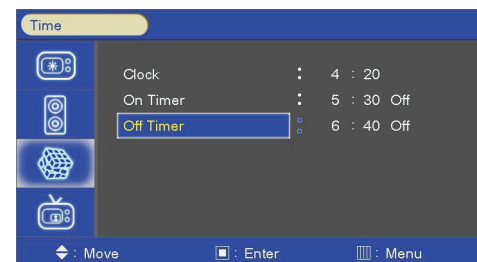 Time
Clock : 4 : 20
On Timer : 5 : 30 Off
Off Timer : 6 : 40 Off
: Move : Enter : Menu